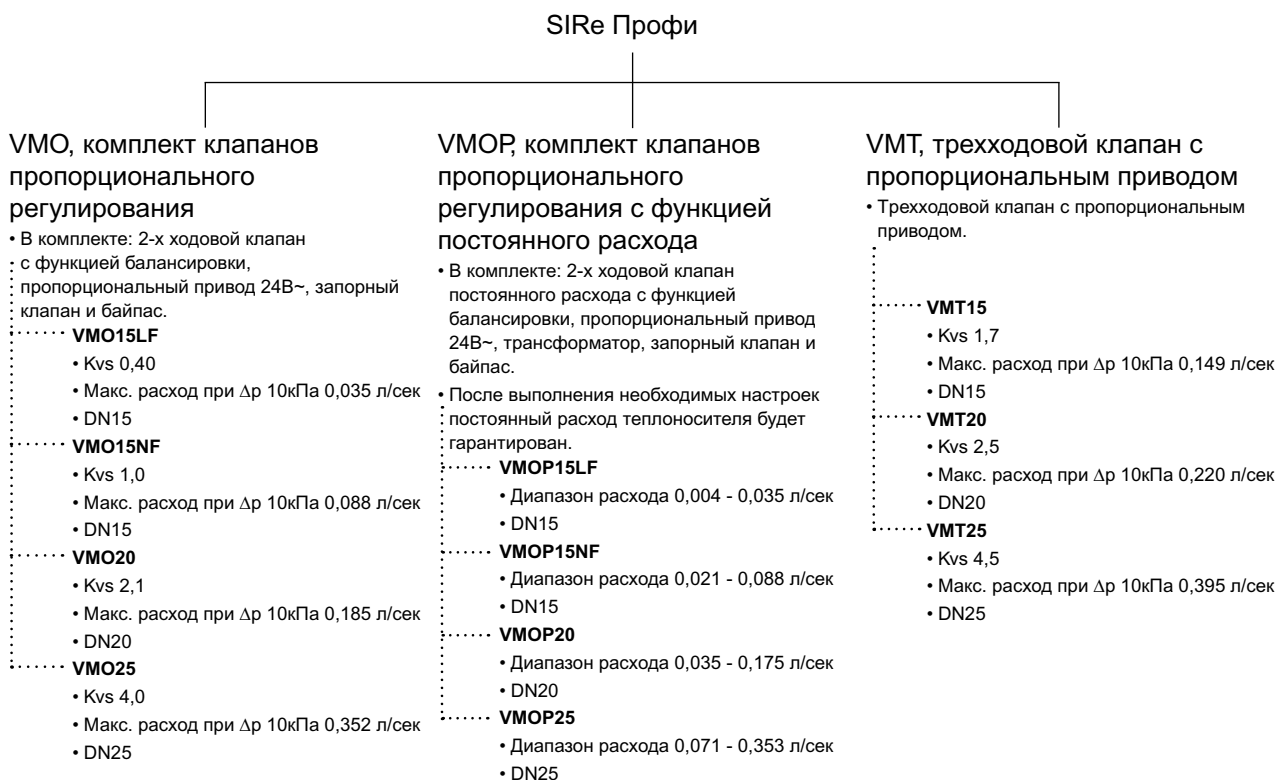 SIRe Профи
VMO, комплект клапанов
пропорционального
регулирования
• В комплекте: 2-х ходовой клапан
с функцией балансировки,
пропорциональный привод 24В~, запорный
клапан и байпас.
VMO15LF
• Kvs 0,40
• Макс. расход при ∆p 10кПа 0,035 л/сек
• DN15
VMO15NF
• Kvs 1,0
• Макс. расход при ∆p 10кПа 0,088 л/сек
• DN15
VMO20
• Kvs 2,1
• Макс. расход при ∆p 10кПа 0,185 л/сек
• DN20
VMO25
• Kvs 4,0
• Макс. расход при ∆p 10кПа 0,352 л/сек
• DN25
VMOP, комплект клапанов
пропорционального
регулирования с функцией
постоянного расхода
• В комплекте: 2-х ходовой клапан
постоянного расхода с функцией
балансировки, пропорциональный привод
24В~, трансформатор, запорный клапан и
байпас.
• После выполнения необходимых настроек
постоянный расход теплоносителя будет
гарантирован.
VMOP15LF
• Диапазон расхода 0,004 - 0,035 л/сек
• DN15
VMOP15NF
• Диапазон расхода 0,021 - 0,088 л/сек
• DN15
VMOP20
• Диапазон расхода 0,035 - 0,175 л/сек
• DN20
VMOP25
• Диапазон расхода 0,071 - 0,353 л/сек
• DN25
VMT, трехходовой клапан с
пропорциональным приводом
• Трехходовой клапан с пропорциональным
приводом.
VMT15
• Kvs 1,7
• Макс. расход при ∆p 10кПа 0,149 л/сек
• DN15
VMT20
• Kvs 2,5
• Макс. расход при ∆p 10кПа 0,220 л/сек
• DN20
VMT25
• Kvs 4,5
• Макс. расход при ∆p 10кПа 0,395 л/сек
• DN25